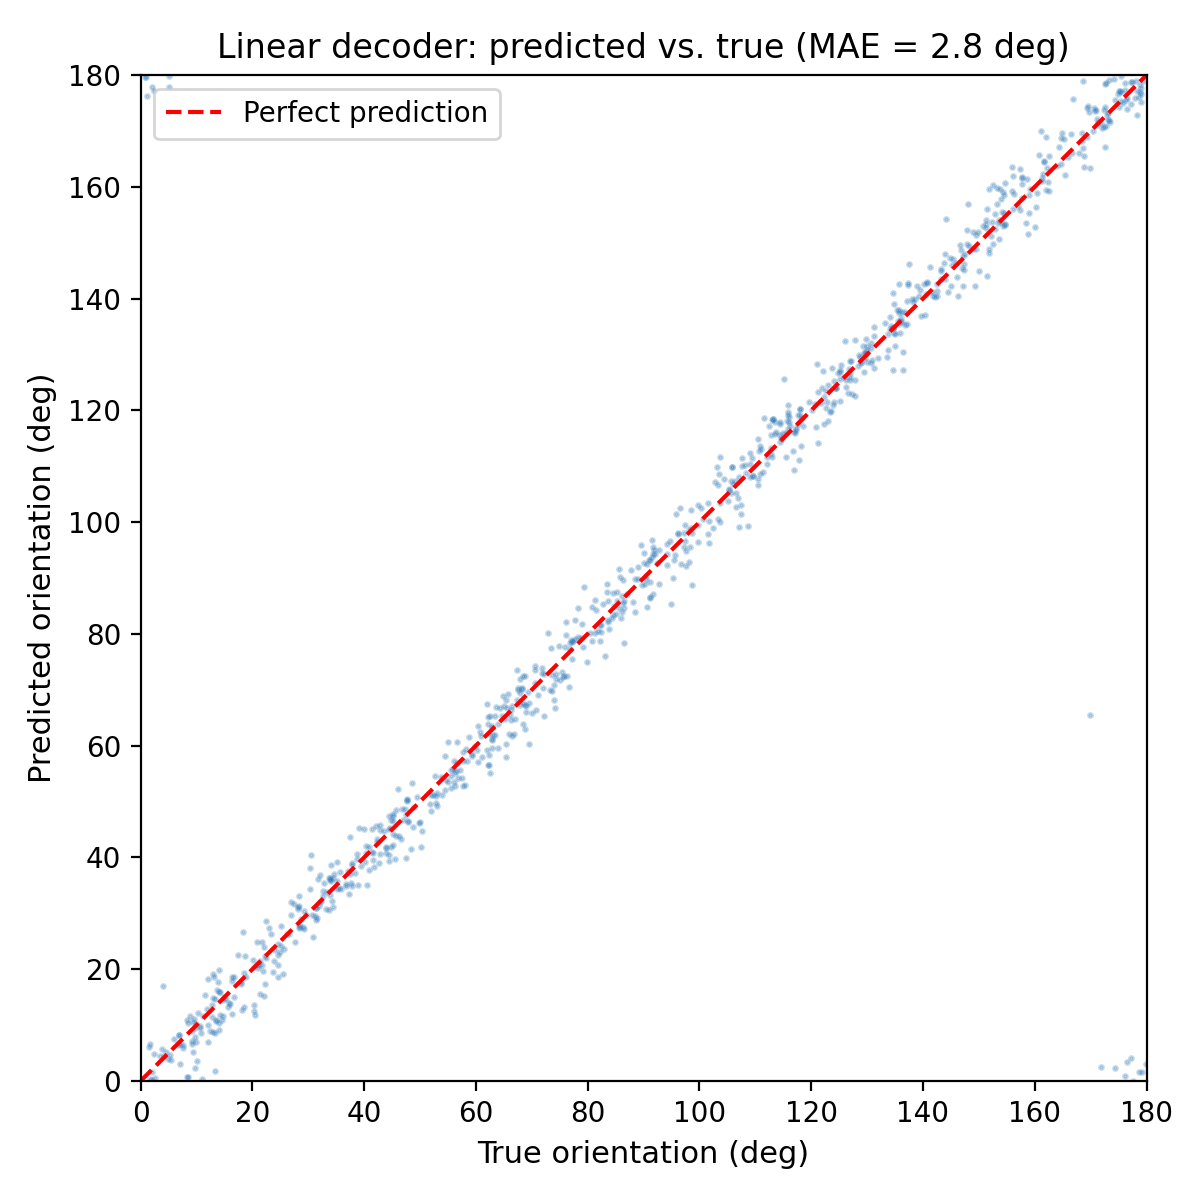 Linear decoder: predicted vs. true (MAE = 2.8 deg)
Perfect prediction
180
160
140
120
100
80
60
40
20
0
Predicted orientation (deg)
0 20 40 60 80 100 120 140 160 180
True orientation (deg)